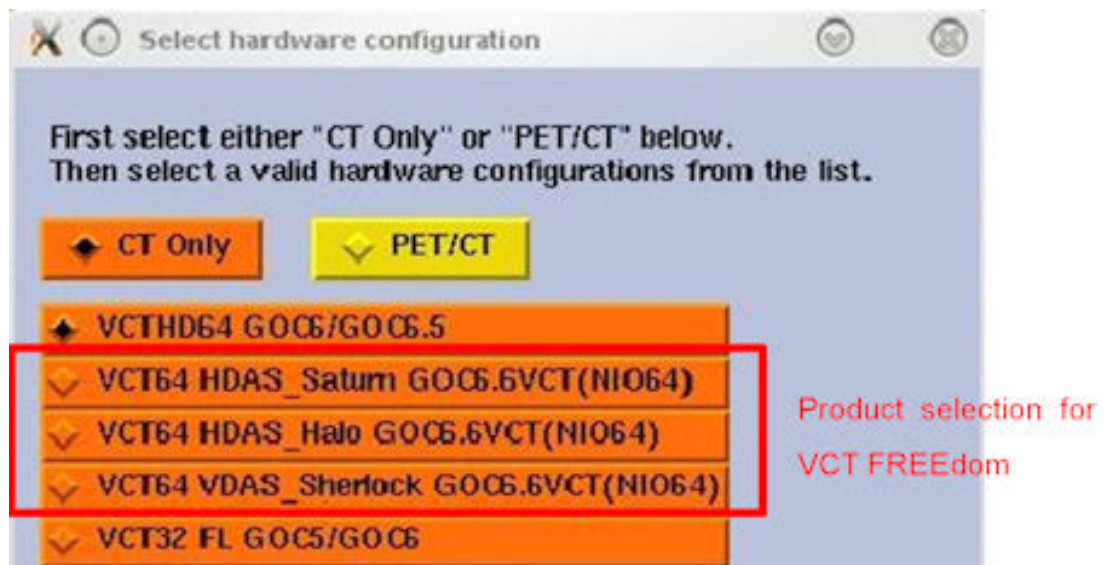 Select hardware configuration
First select either "CT Only" or "PET/CT" below.
Then select a valid hardware configurations from the list.
CT Only
PET/CT
VCTHD64 GOC6/GOC6.5
VCT64 HDAS_Saturn GOC6.6VCT(NIO64)
VCT64 HDAS_Halo GOC6.6VCT(NIO64)
VCT64 VDAS_Sherlock GOC6.6VCT(NIO64)
VCT32 FL GOC5/GOC6
Product selection for
VCT FREEdom